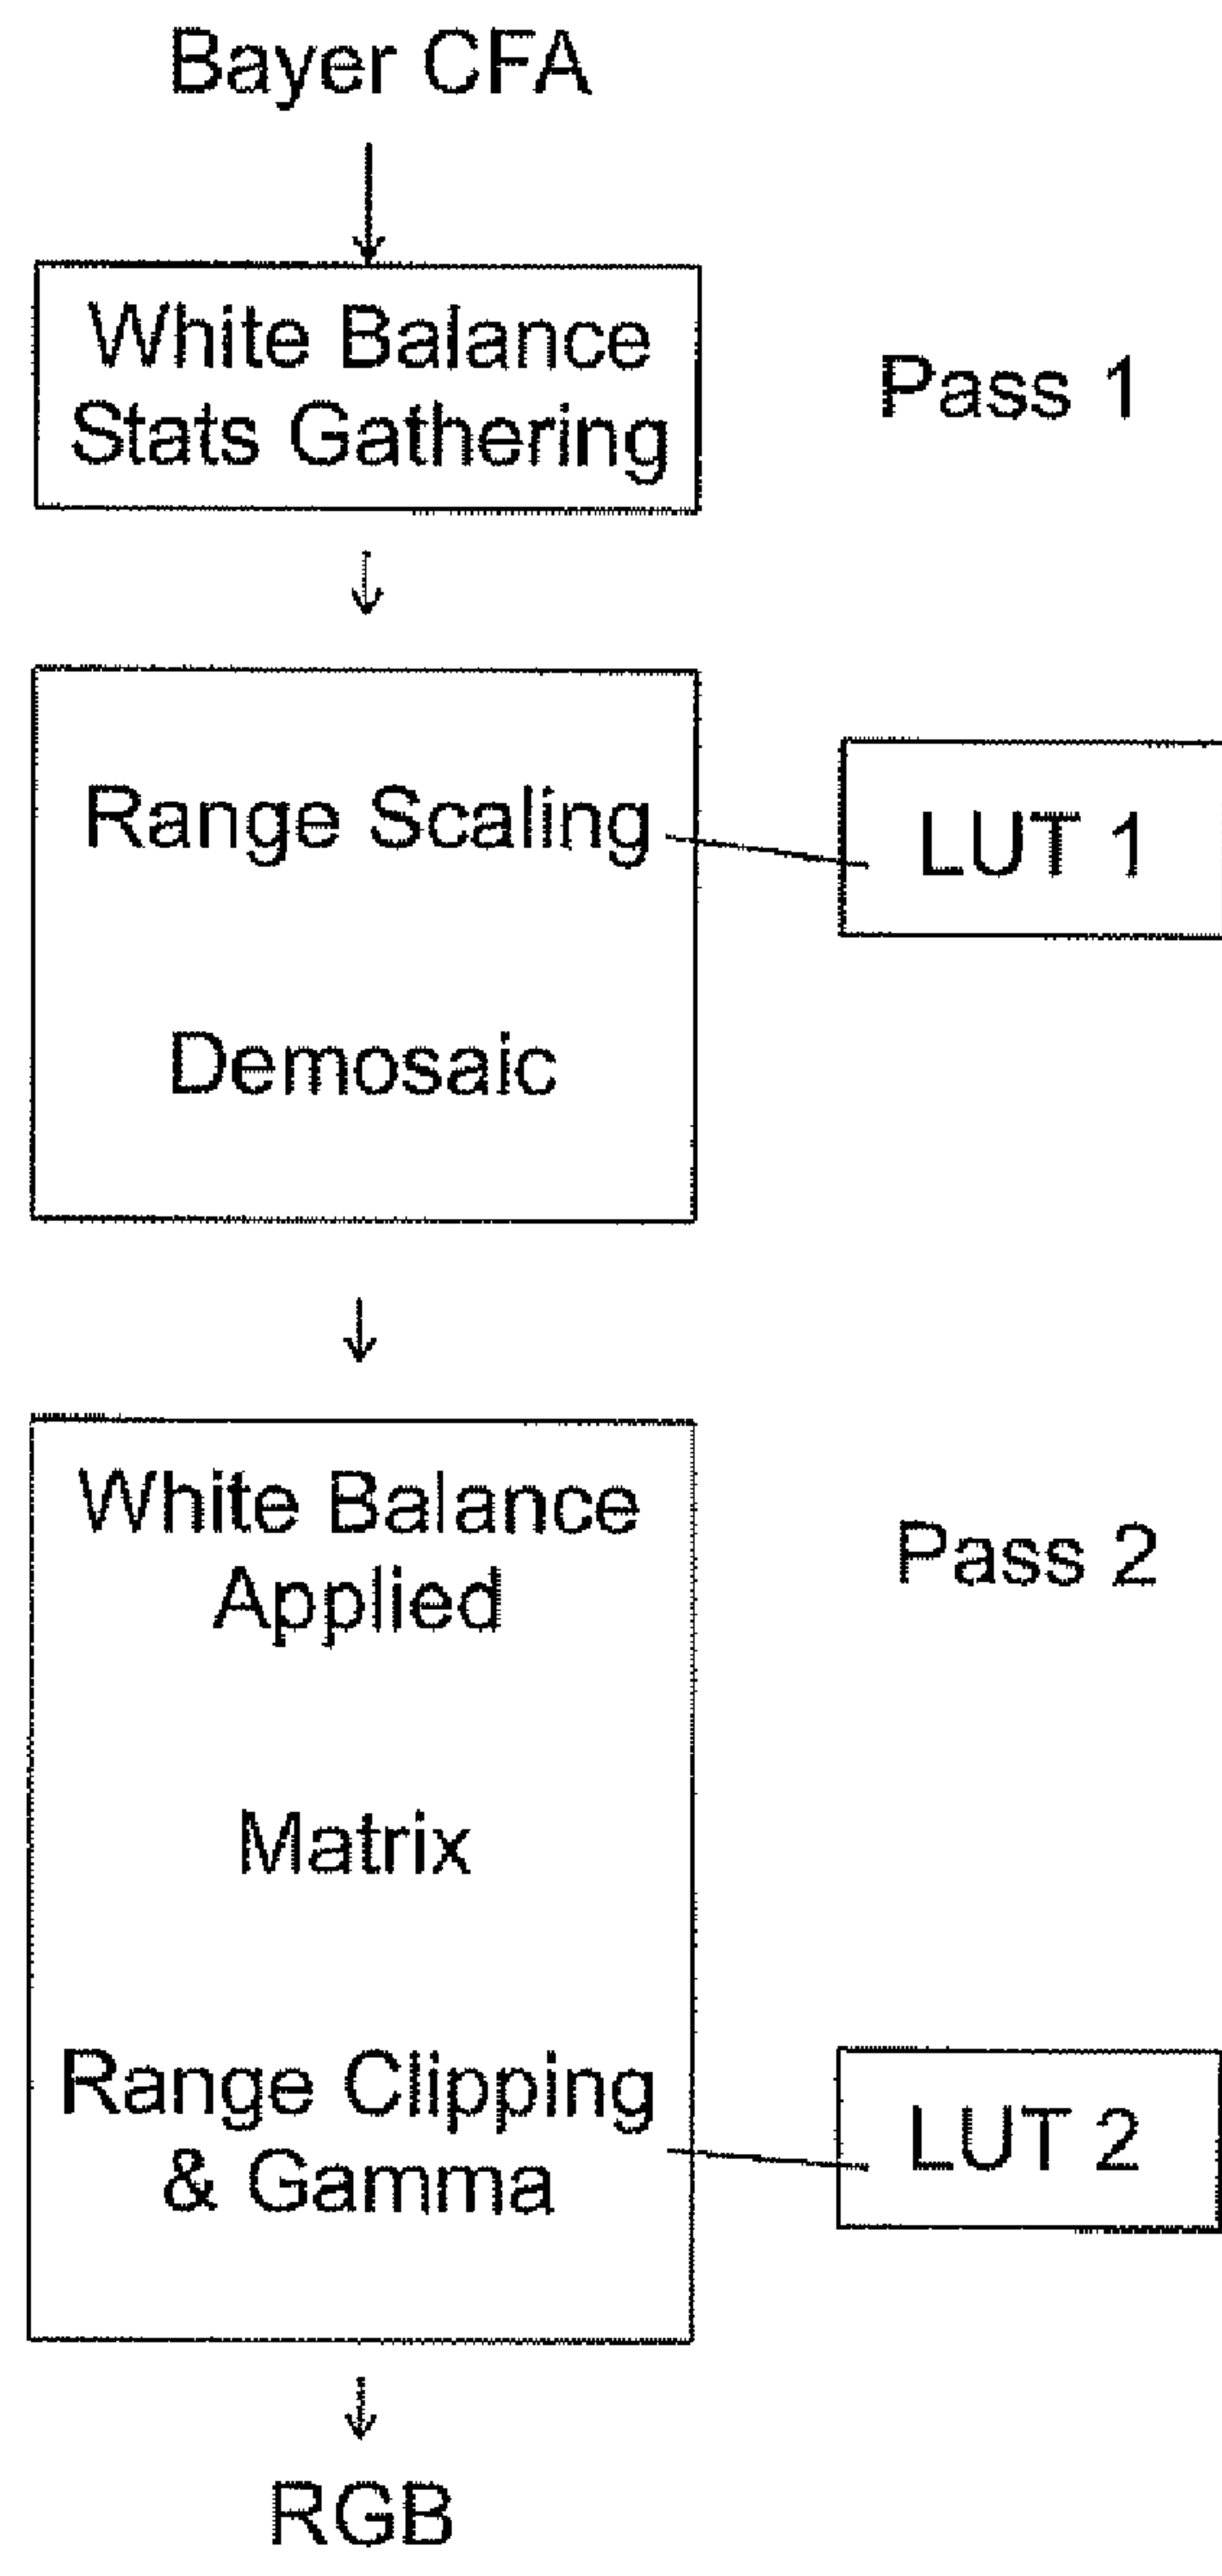 Bayer CFA
White Balance
Stats Gathering
Pass 1
Range Scaling
LUT 1
Demosaic
White Balance
Applied
Pass 2
Matrix
Range Clipping
& Gamma
LUT 2
RGB